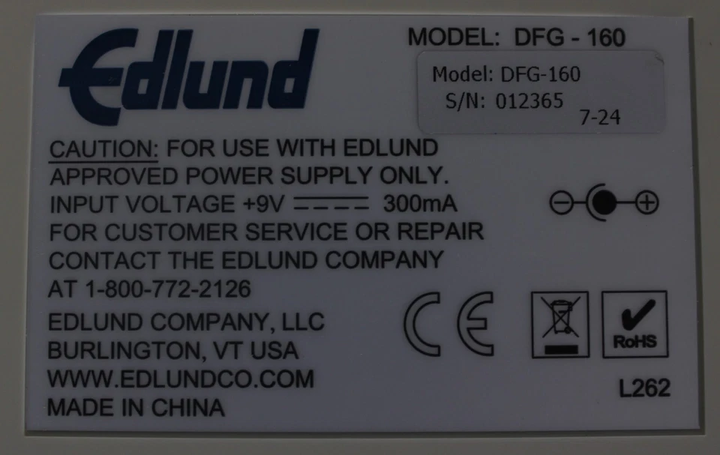 Edlund
MODEL: DFG - 160
Model: DFG-160
S/N: 012365
7-24
CAUTION: FOR USE WITH EDLUND
APPROVED POWER SUPPLY ONLY.
INPUT VOLTAGE +9V 300mA
FOR CUSTOMER SERVICE OR REPAIR
CONTACT THE EDLUND COMPANY
AT 1-800-772-2126
EDLUND COMPANY, LLC
BURLINGTON, VT USA
WWW.EDLUNDCO.COM
MADE IN CHINA
CE
RoHS
L262